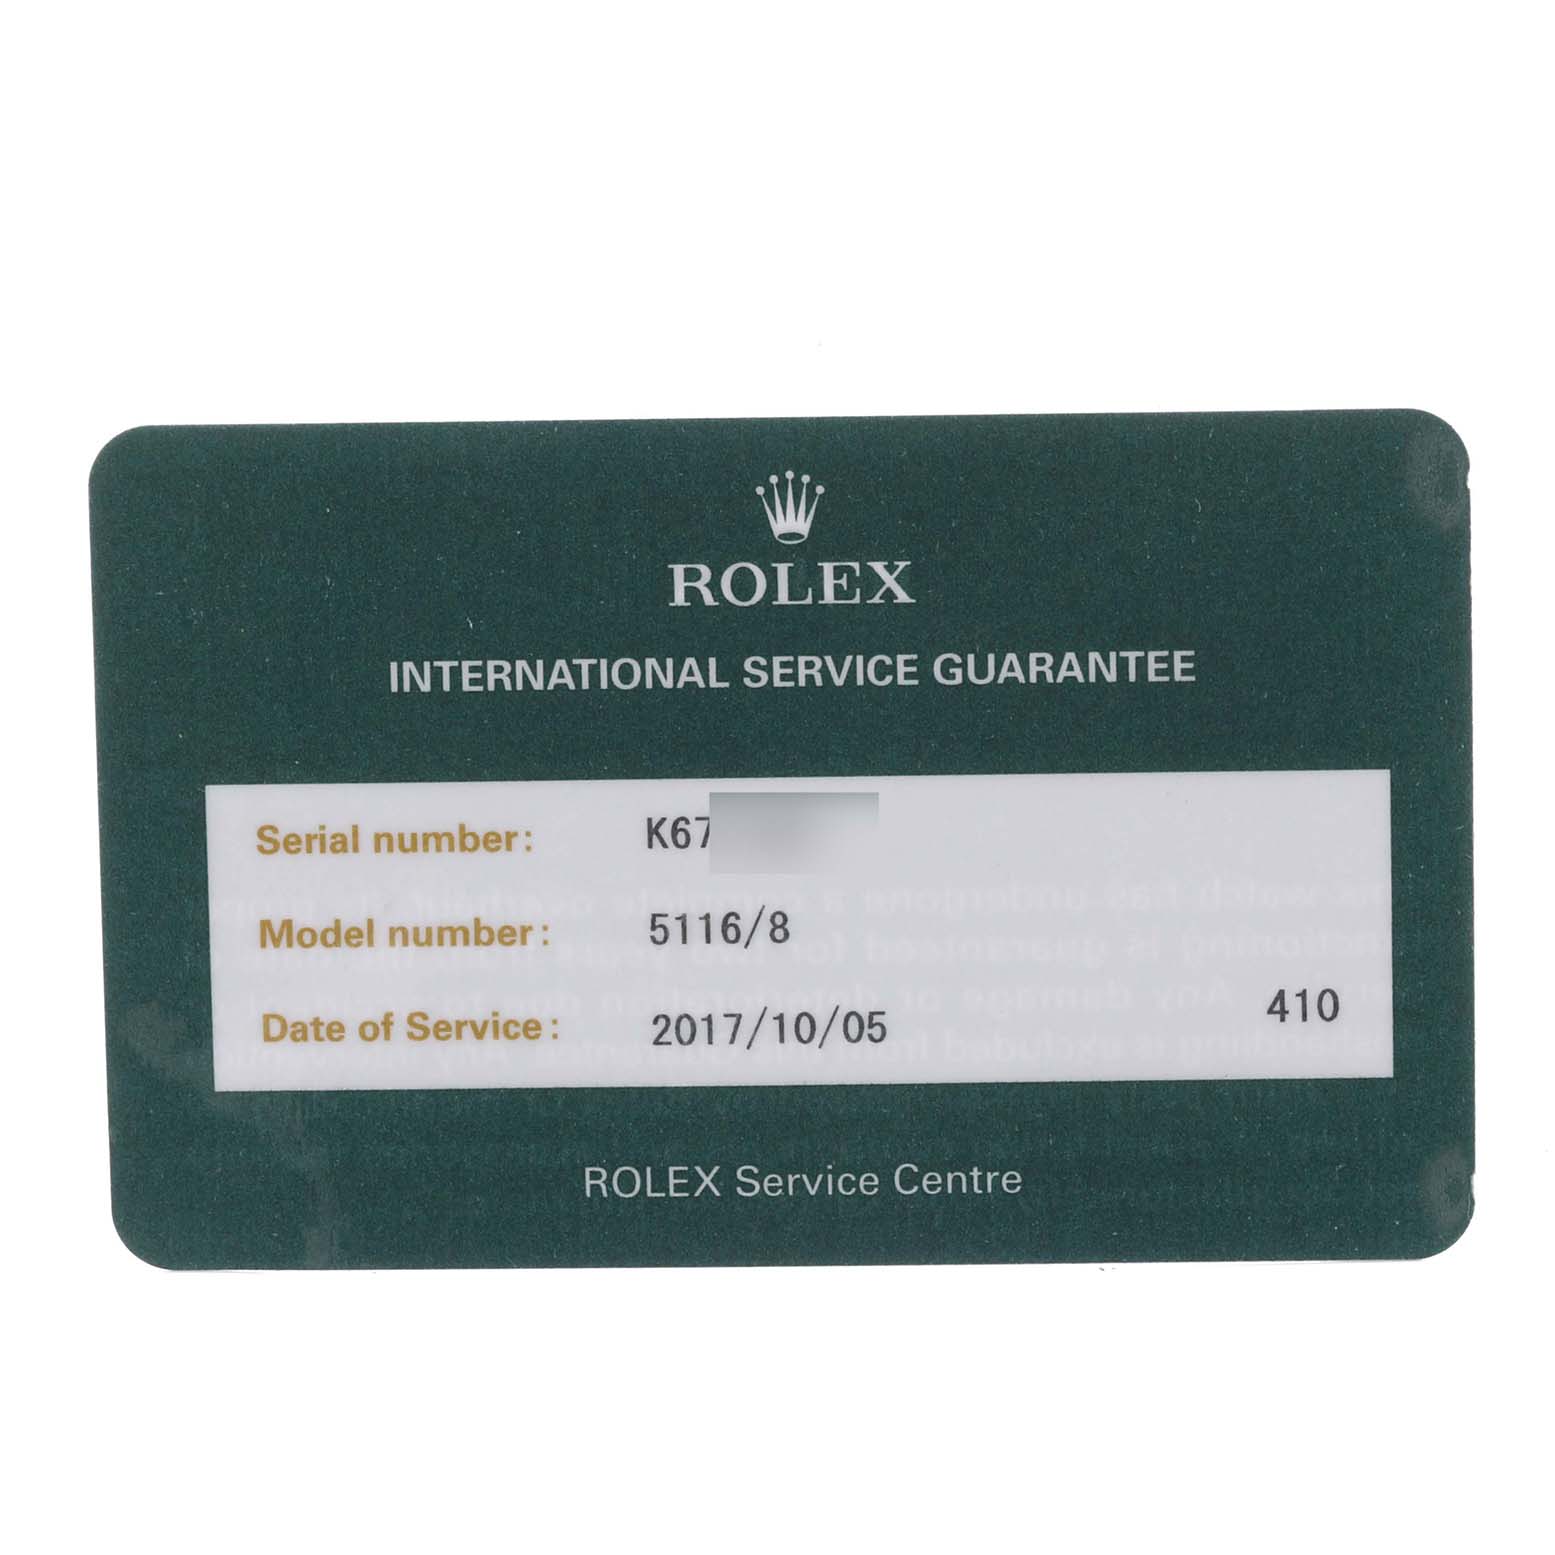 ROLEX
INTERNATIONAL SERVICE GUARANTEE
Serial number: K67
Model number: 5116/8
Date of Service: 2017/10/05 410
ROLEX Service Centre